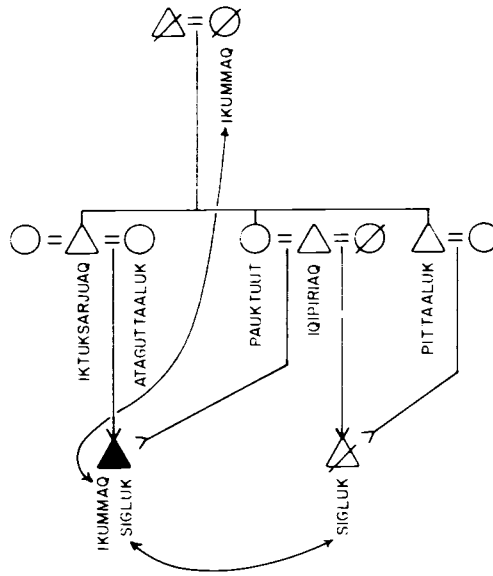 IKUMMAQ
IKTUKSARJUAQ
ATAGUTTAALUK
PAUKTUUT
IQIPIRIAQ
PITTAALUK
IKUMMAQ
SIGLUK
SIGLUK